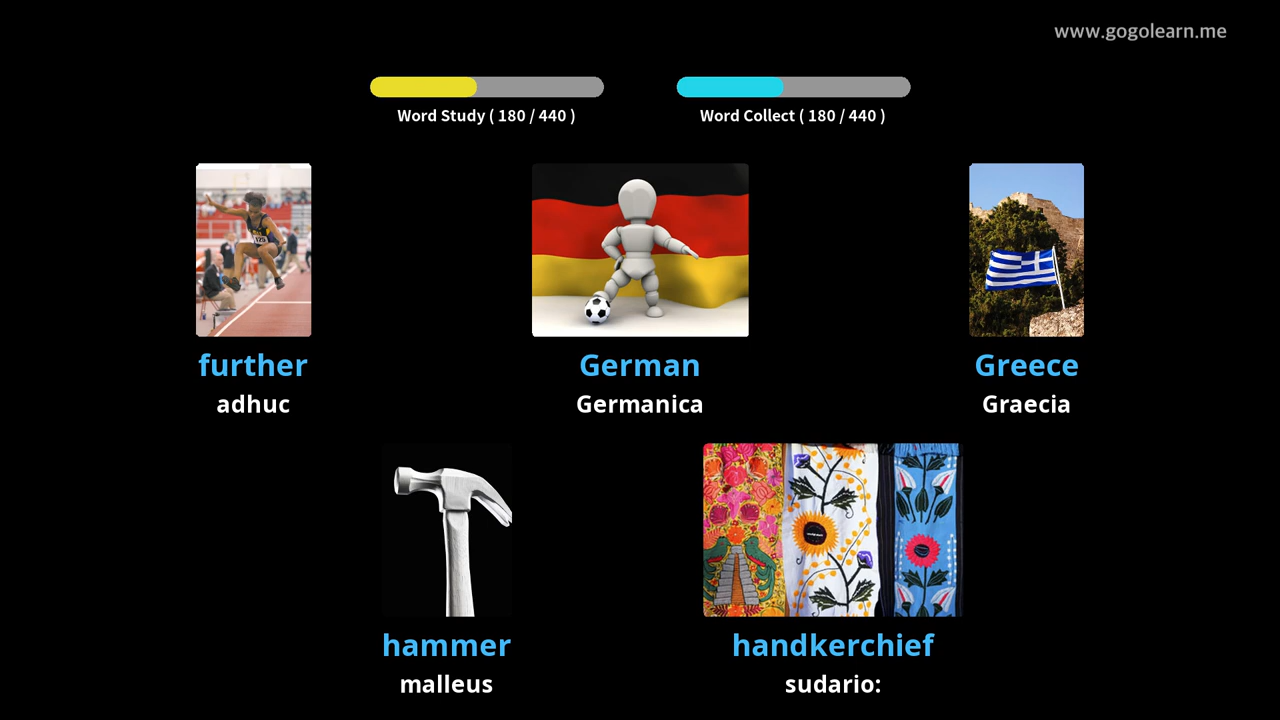 www.gogolearn.me
Word Study ( 180 / 440 )
Word Collect ( 180 / 440 )
further
adhuc
German
Germanica
Greece
Graecia
hammer
malleus
handkerchief
sudario: